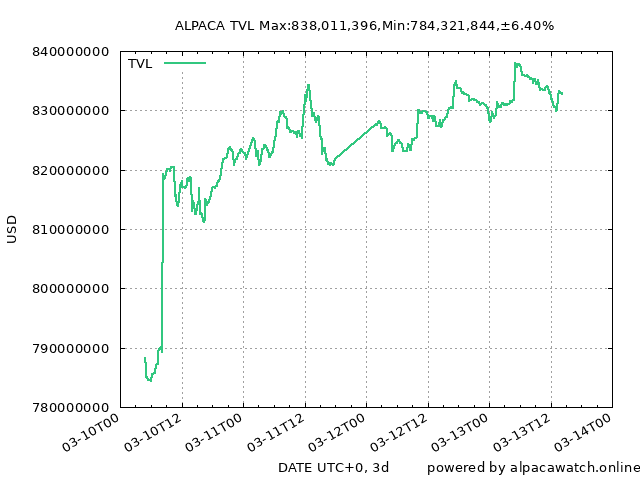 ALPACA TVL Max:838,011,396,Min:784,321,844,±6.40%
TVL
840000000
830000000
820000000
810000000
800000000
790000000
780000000
USD
03-10T00
03-10T12
03-11T00
03-11T12
03-12T00
03-12T12
03-13T00
03-13T12
03-14T00
DATE UTC+0, 3d
powered by alpacawatch.online